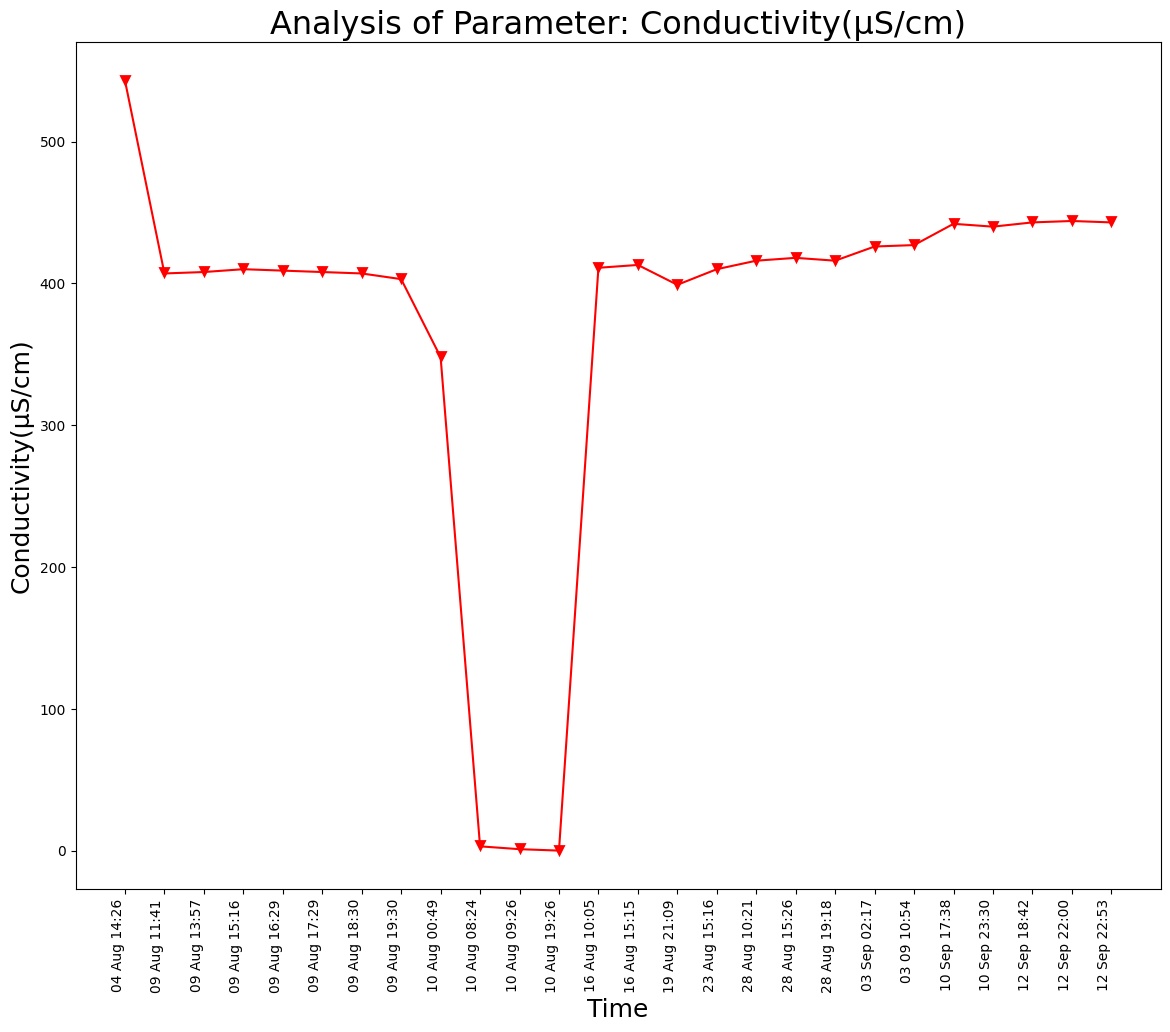 Analysis of Parameter: Conductivity(µS/cm)
Conductivity(µS/cm)
500
400
300
200
100
0
04 Aug 14:26
09 Aug 11:41
09 Aug 13:57
09 Aug 15:16
09 Aug 16:29
09 Aug 17:29
09 Aug 18:30
09 Aug 19:30
10 Aug 00:49
10 Aug 08:24
10 Aug 09:26
10 Aug 19:26
16 Aug 10:05
16 Aug 15:15
19 Aug 21:09
23 Aug 15:16
28 Aug 10:21
28 Aug 15:26
28 Aug 19:18
03 Sep 02:17
03 09 10:54
10 Sep 17:38
10 Sep 23:30
12 Sep 18:42
12 Sep 22:00
12 Sep 22:53
Time